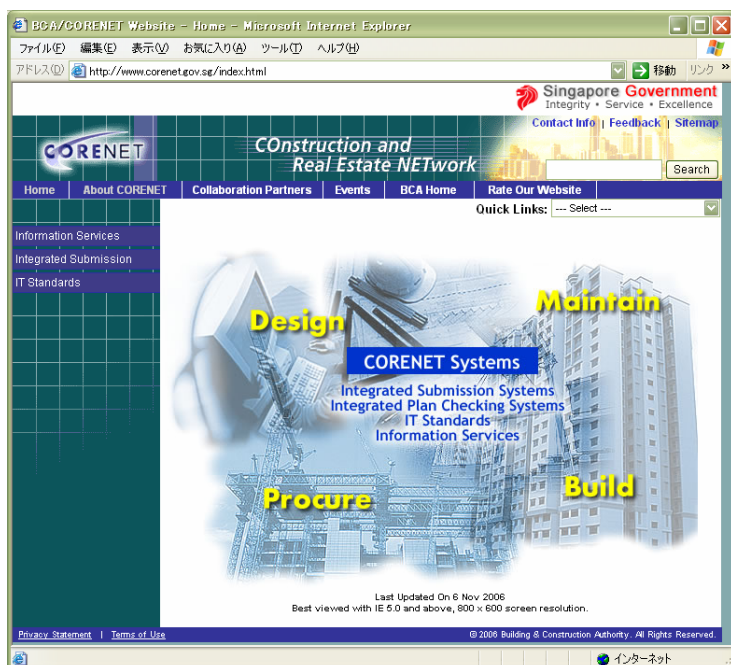 BCA/CORENET Website - Home - Microsoft Internet Explorer
ファイル(F) 編集(E) 表示(V) お気に入り(A) ツール(T) ヘルプ(H)
アドレス(D) http://www.corenet.gov.sg/index.html 移動 リンク »
Singapore Government
Integrity • Service • Excellence
Contact Info | Feedback | Sitemap
CORENET
COnstruction and
Real Estate NETwork
Search
Home About CORENET Collaboration Partners Events BCA Home Rate Our Website
Quick Links: --- Select ---
Information Services
Integrated Submission
IT Standards
Design
Maintain
CORENET Systems
Integrated Submission Systems
Integrated Plan Checking Systems
IT Standards
Information Services
Procure
Build
Last Updated On 6 Nov 2006
Best viewed with IE 5.0 and above, 800 x 600 screen resolution.
Privacy Statement | Terms of Use © 2006 Building & Construction Authority. All Rights Reserved.
インターネット